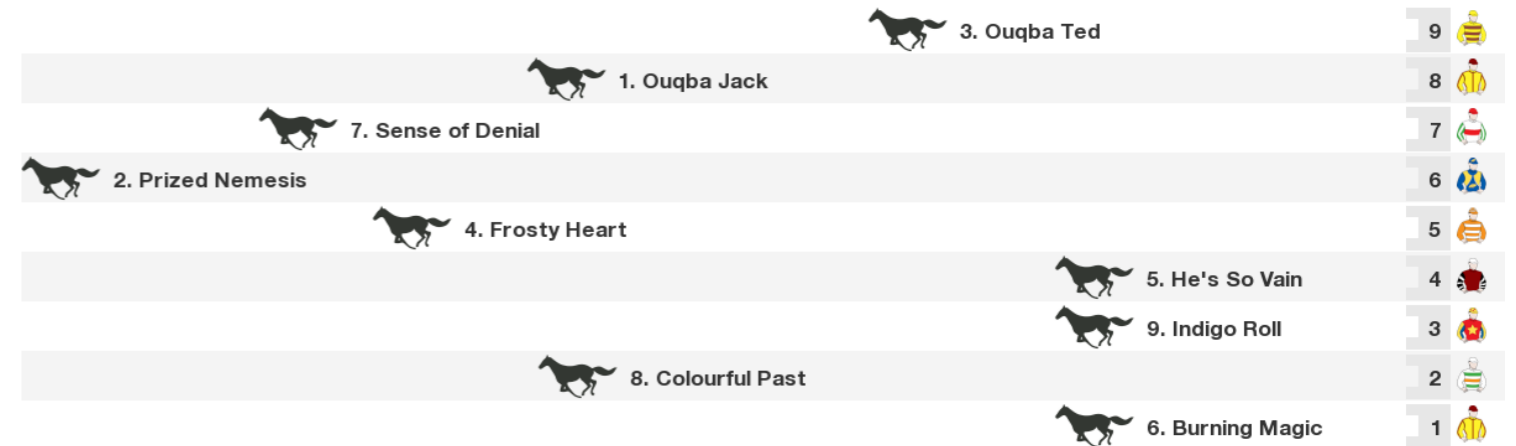 3. Ouqba Ted 9
1. Ouqba Jack 8
7. Sense of Denial 7
2. Prized Nemesis 6
4. Frosty Heart 5
5. He's So Vain 4
9. Indigo Roll 3
8. Colourful Past 2
6. Burning Magic 1